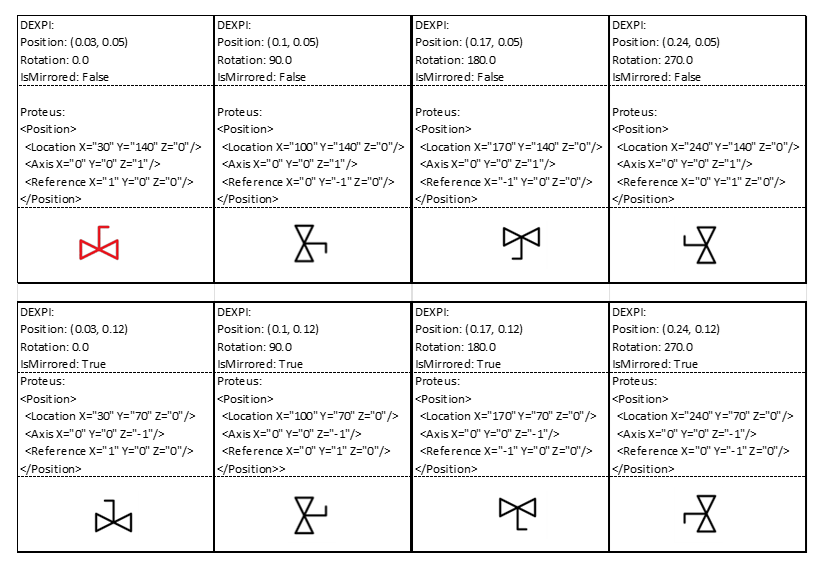 DEXPI:
Position: (0.03, 0.05)
Rotation: 0.0
IsMirrored: False
Proteus:
<Position>
<Location X="30" Y="140" Z="0"/>
<Axis X="0" Y="0" Z="1"/>
<Reference X="1" Y="0" Z="0"/>
</Position>
DEXPI:
Position: (0.1, 0.05)
Rotation: 90.0
IsMirrored: False
Proteus:
<Position>
<Location X="100" Y="140" Z="0"/>
<Axis X="0" Y="0" Z="1"/>
<Reference X="0" Y="-1" Z="0"/>
</Position>
DEXPI:
Position: (0.17, 0.05)
Rotation: 180.0
IsMirrored: False
Proteus:
<Position>
<Location X="170" Y="140" Z="0"/>
<Axis X="0" Y="0" Z="1"/>
<Reference X="-1" Y="0" Z="0"/>
</Position>
DEXPI:
Position: (0.24, 0.05)
Rotation: 270.0
IsMirrored: False
Proteus:
<Position>
<Location X="240" Y="140" Z="0"/>
<Axis X="0" Y="0" Z="1"/>
<Reference X="0" Y="1" Z="0"/>
</Position>
DEXPI:
Position: (0.03, 0.12)
Rotation: 0.0
IsMirrored: True
Proteus:
<Position>
<Location X="30" Y="70" Z="0"/>
<Axis X="0" Y="0" Z="-1"/>
<Reference X="1" Y="0" Z="0"/>
</Position>
DEXPI:
Position: (0.1, 0.12)
Rotation: 90.0
IsMirrored: True
Proteus:
<Position>
<Location X="100" Y="70" Z="0"/>
<Axis X="0" Y="0" Z="-1"/>
<Reference X="0" Y="1" Z="0"/>
</Position>>
DEXPI:
Position: (0.17, 0.12)
Rotation: 180.0
IsMirrored: True
Proteus:
<Position>
<Location X="170" Y="70" Z="0"/>
<Axis X="0" Y="0" Z="-1"/>
<Reference X="-1" Y="0" Z="0"/>
</Position>
DEXPI:
Position: (0.24, 0.12)
Rotation: 270.0
IsMirrored: True
Proteus:
<Position>
<Location X="240" Y="70" Z="0"/>
<Axis X="0" Y="0" Z="-1"/>
<Reference X="0" Y="-1" Z="0"/>
</Position>